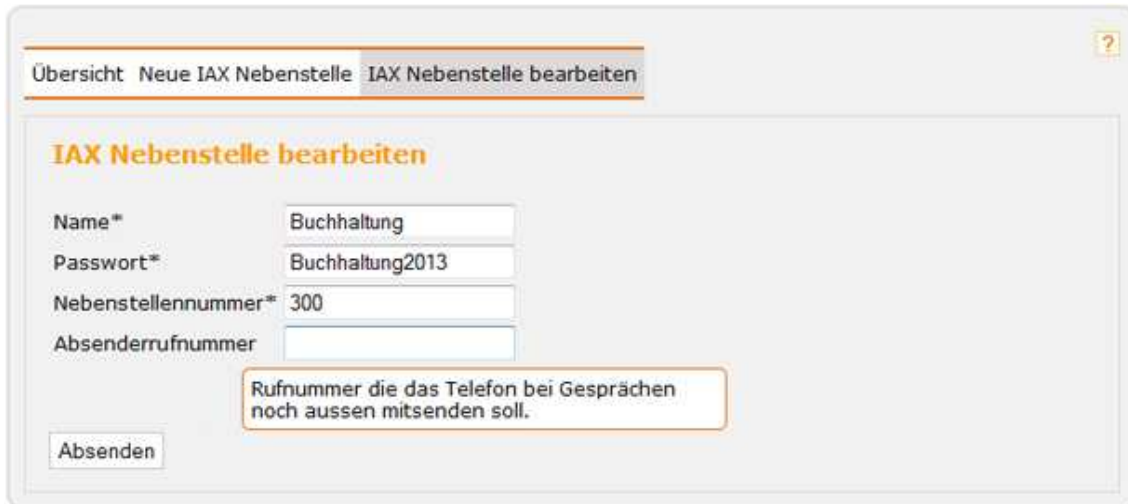 ?
Übersicht Neue IAX Nebenstelle IAX Nebenstelle bearbeiten
IAX Nebenstelle bearbeiten
Name* Buchhaltung
Passwort* Buchhaltung2013
Nebenstellennummer* 300
Absenderrufnummer
Rufnummer die das Telefon bei Gesprächen
noch aussen mitsenden soll.
Absenden